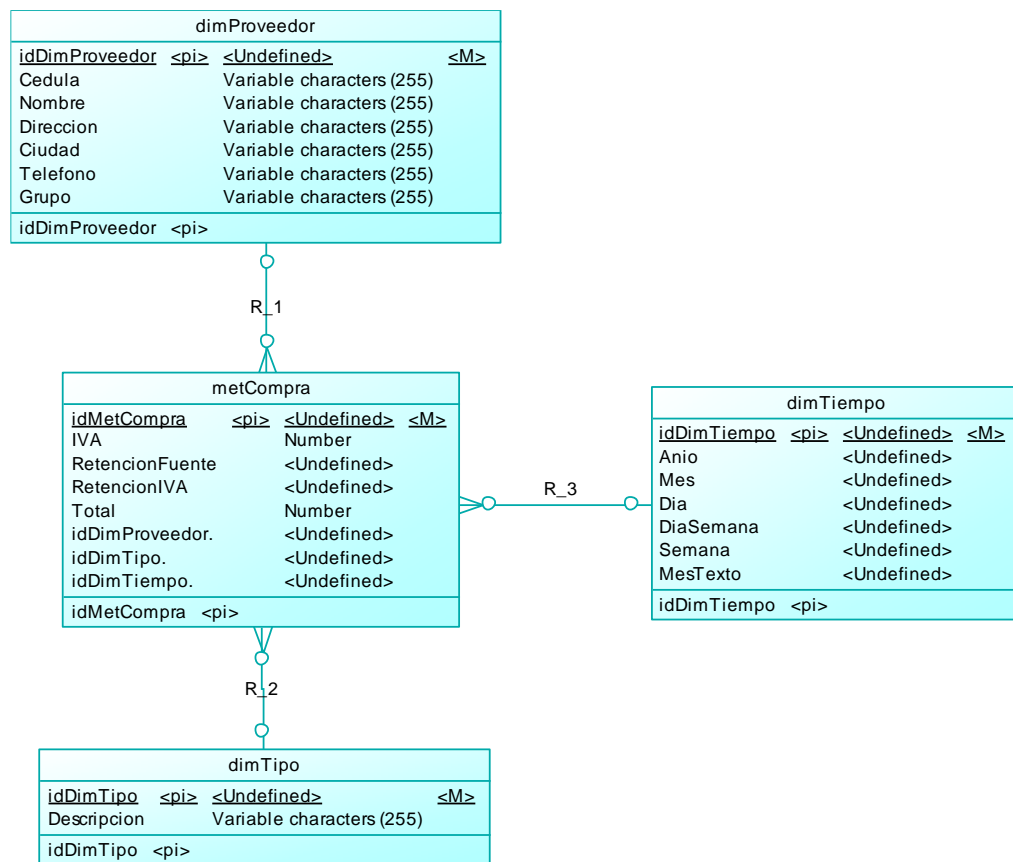 dimProveedor
idDimProveedor <pi> <Undefined> <M>
Cedula Variable characters (255)
Nombre Variable characters (255)
Direccion Variable characters (255)
Ciudad Variable characters (255)
Telefono Variable characters (255)
Grupo Variable characters (255)
idDimProveedor <pi>
R_1
metCompra
idMetCompra <pi> <Undefined> <M>
IVA Number
RetencionFuente <Undefined>
RetencionIVA <Undefined>
Total Number
idDimProveedor. <Undefined>
idDimTipo. <Undefined>
idDimTiempo. <Undefined>
idMetCompra <pi>
R_3
dimTiempo
idDimTiempo <pi> <Undefined> <M>
Anio <Undefined>
Mes <Undefined>
Dia <Undefined>
DiaSemana <Undefined>
Semana <Undefined>
MesTexto <Undefined>
idDimTiempo <pi>
R_2
dimTipo
idDimTipo <pi> <Undefined> <M>
Descripcion Variable characters (255)
idDimTipo <pi>